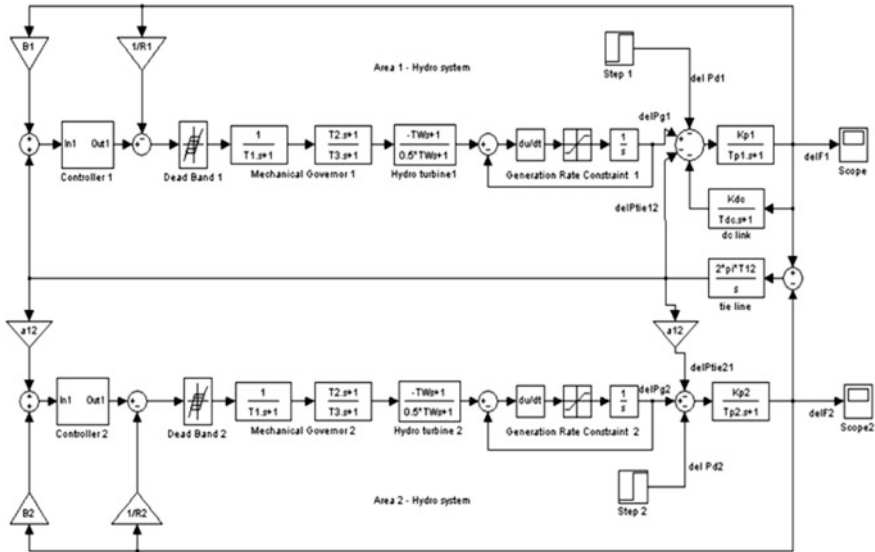 B1
1/R1
Area 1 - Hydro system
Step 1
del Pd1
In1 Out1
Controller 1
Dead Band 1
1
T1.s+1
T2.s+1
T3.s+1
Mechanical Governor 1
-TWs+1
0.5*TWs+1
Hydro turbine1
du/dt
1
s
Generation Rate Constraint 1
delPg1
Kp1
Tp1.s+1
delF1
Scope
delPtie12
Kdc
Tdc.s+1
dc link
2*pi*T12
s
tie line
a12
a12
delPtie21
In1 Out1
Controller 2
Dead Band 2
1
T1.s+1
T2.s+1
T3.s+1
Mechanical Governor 2
-TWs+1
0.5*TWs+1
Hydro turbine 2
du/dt
1
s
Generation Rate Constraint 2
delPg2
Kp2
Tp2.s+1
delF2
Scope2
del Pd2
Step 2
B2
1/R2
Area 2 - Hydro system